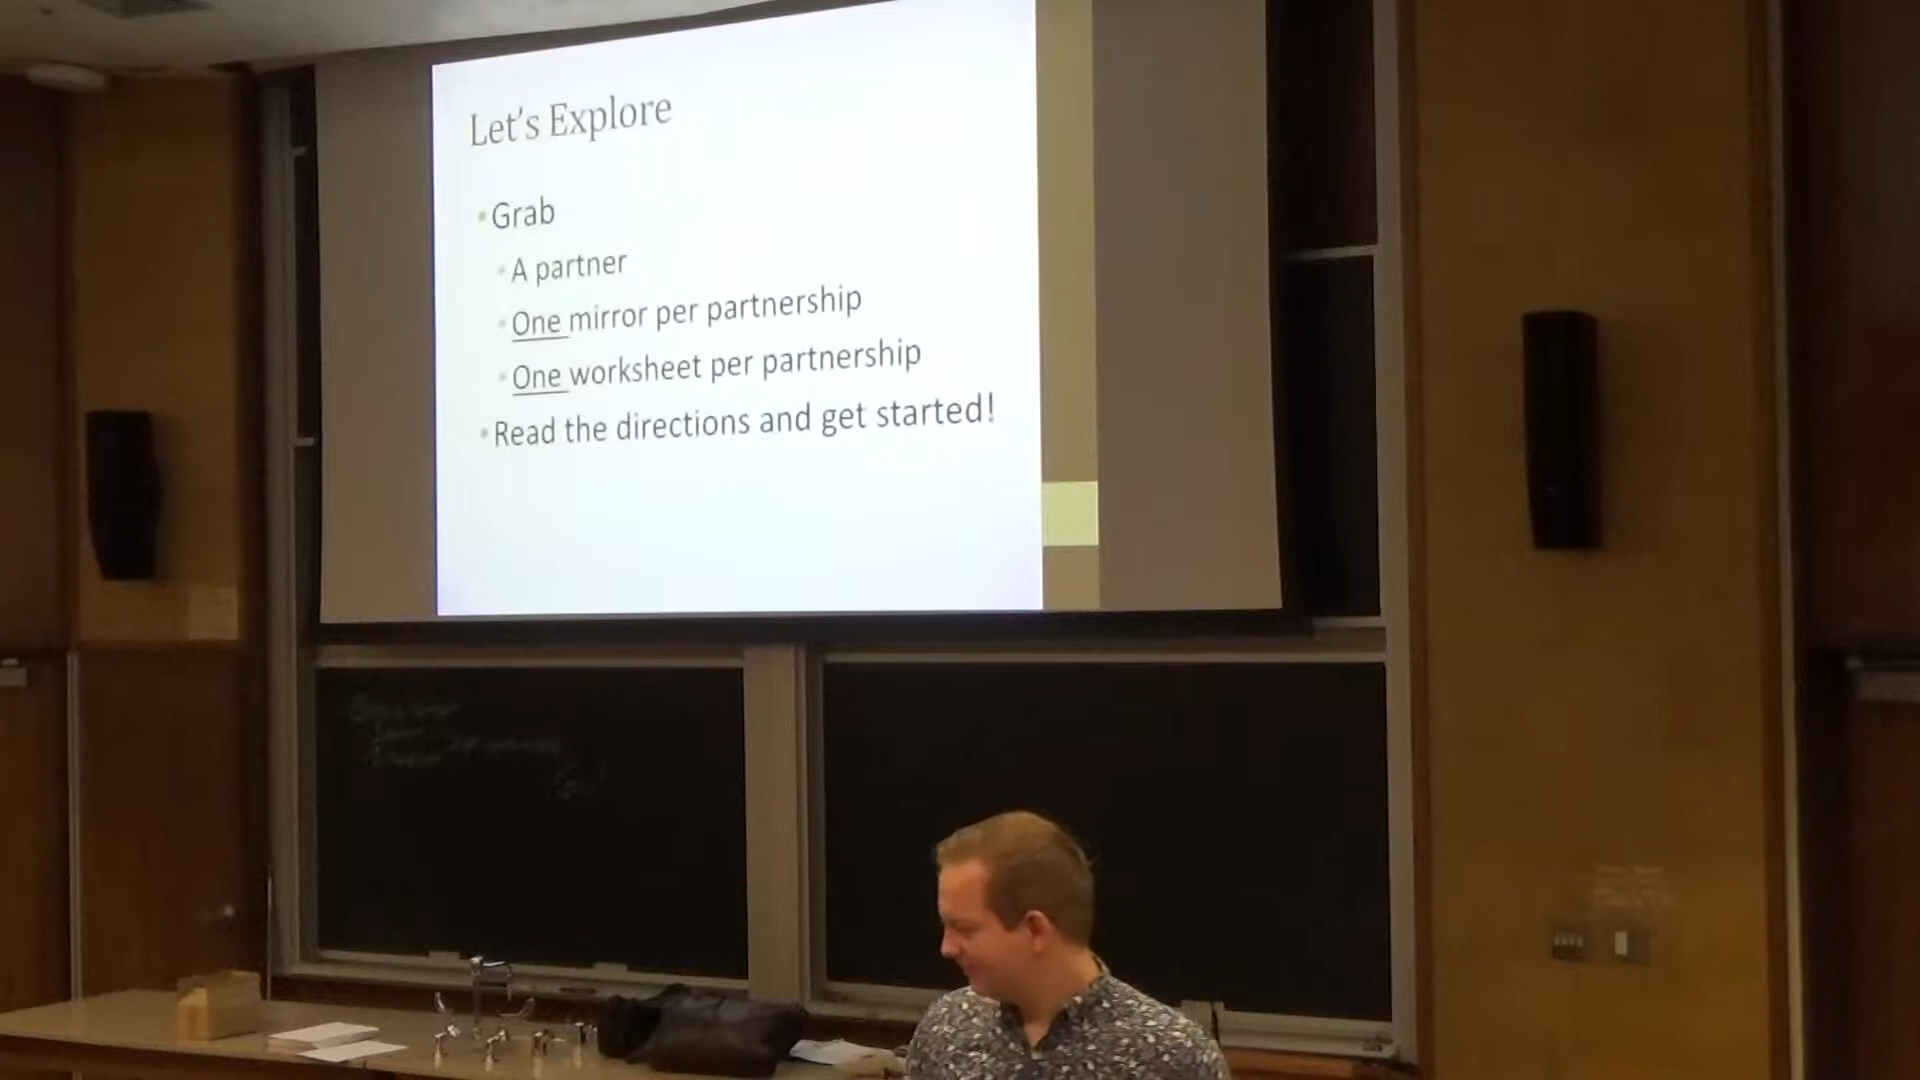 Let's Explore
Grab
A partner
One mirror per partnership
One worksheet per partnership
Read the directions and get started!